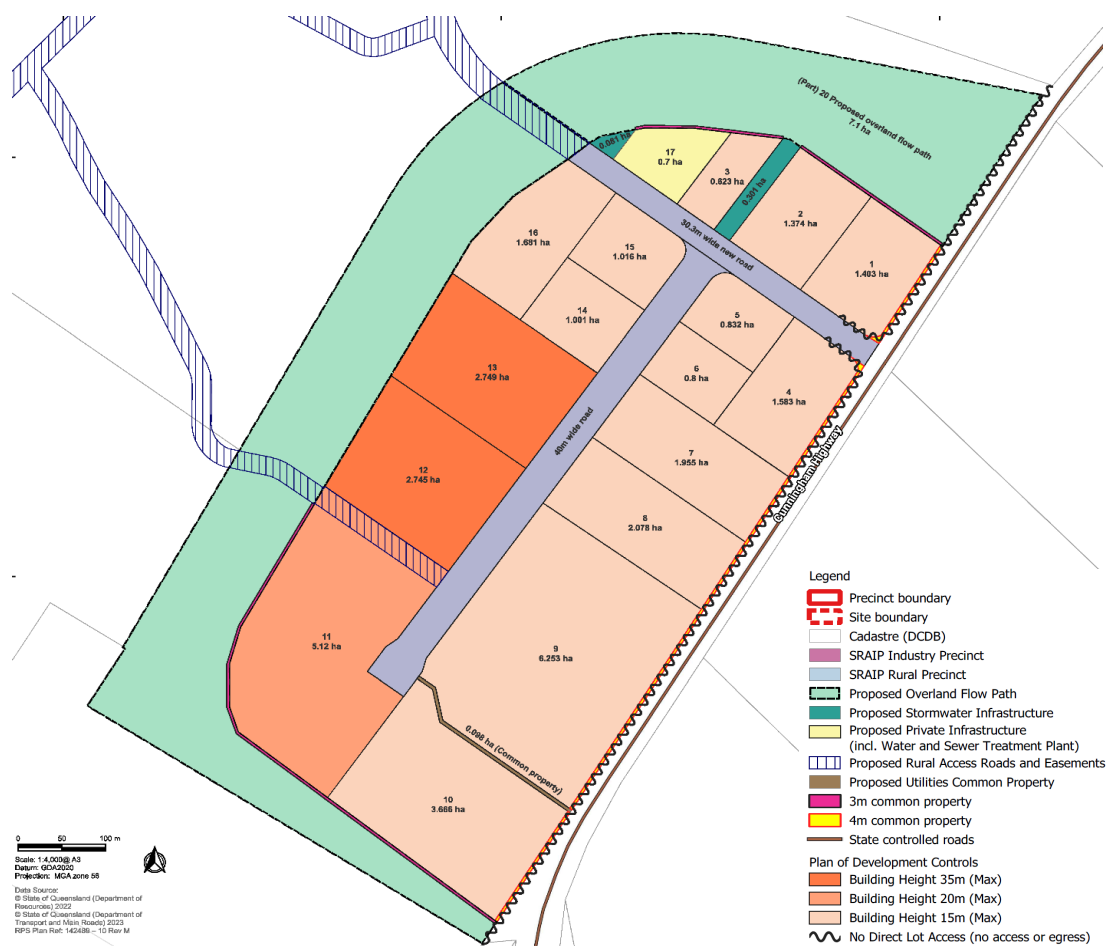 (Part) 20 Proposed overland flow path
7.1 ha
0.081 ha
17
0.7 ha
3
0.823 ha
0.301 ha
2
1.374 ha
1
1.403 ha
30.3m wide new road
16
1.681 ha
15
1.016 ha
14
1.001 ha
5
0.832 ha
6
0.8 ha
4
1.583 ha
13
2.749 ha
40m wide road
12
2.745 ha
7
1.955 ha
Cunningham Highway
8
2.078 ha
11
5.12 ha
9
6.253 ha
0.098 ha (Common property)
10
3.666 ha
Legend
Precinct boundary
Site boundary
Cadastre (DCDB)
SRAIP Industry Precinct
SRAIP Rural Precinct
Proposed Overland Flow Path
Proposed Stormwater Infrastructure
Proposed Private Infrastructure
(incl. Water and Sewer Treatment Plant)
Proposed Rural Access Roads and Easements
Proposed Utilities Common Property
3m common property
4m common property
State controlled roads
Plan of Development Controls
Building Height 35m (Max)
Building Height 20m (Max)
Building Height 15m (Max)
No Direct Lot Access (no access or egress)
0 50 100 m
Scale: 1:4,000@ A3
Datum: GDA2020
Projection: MGA zone 56
Data Source:
© State of Queensland (Department of
Resources) 2022
© State of Queensland (Department of
Transport and Main Roads) 2023
RPS Plan Ref: 142489 – 10 Rev M